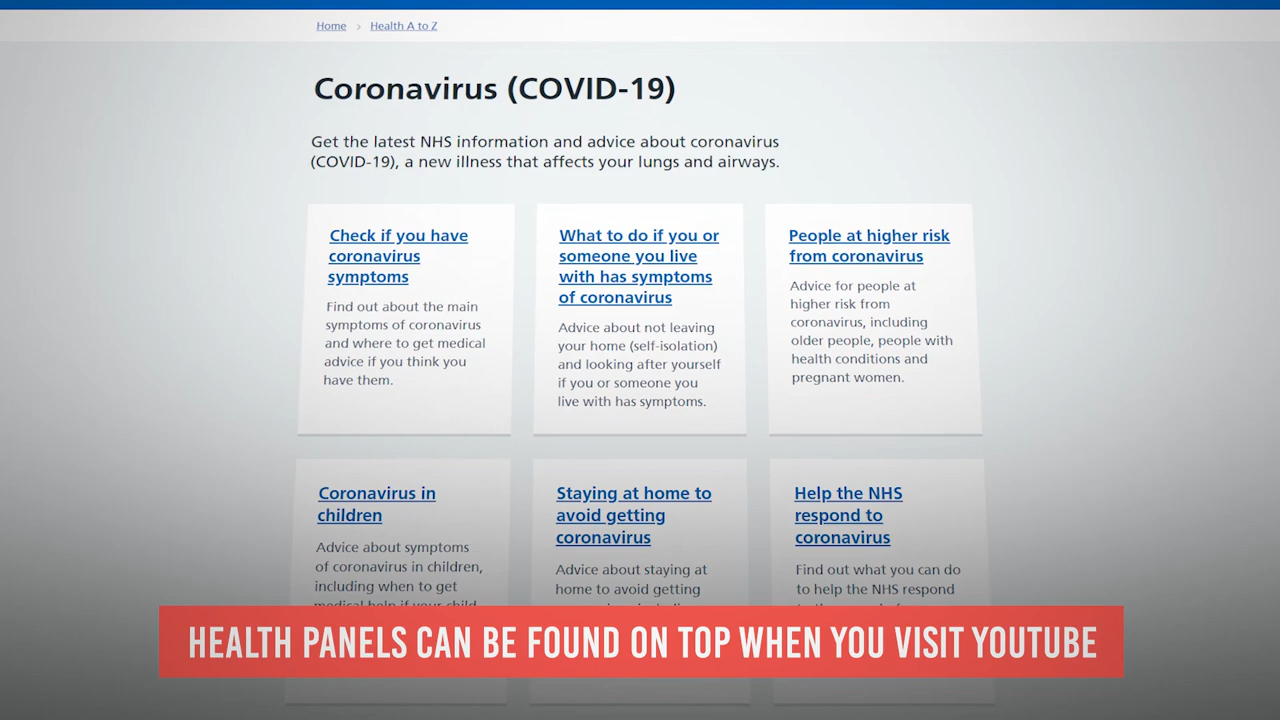 Home > Health A to Z
Coronavirus (COVID-19)
Get the latest NHS information and advice about coronavirus
(COVID-19), a new illness that affects your lungs and airways.
Check if you have
coronavirus
symptoms
Find out about the main
symptoms of coronavirus
and where to get medical
advice if you think you
have them.
What to do if you or
someone you live
with has symptoms
of coronavirus
Advice about not leaving
your home (self-isolation)
and looking after yourself
if you or someone you
live with has symptoms.
People at higher risk
from coronavirus
Advice for people at
higher risk from
coronavirus, including
older people, people with
health conditions and
pregnant women.
Coronavirus in
children
Advice about symptoms
of coronavirus in children,
including when to get
medical help if your child
Staying at home to
avoid getting
coronavirus
Advice about staying at
home to avoid getting
Help the NHS
respond to
coronavirus
Find out what you can do
to help the NHS respond
HEALTH PANELS CAN BE FOUND ON TOP WHEN YOU VISIT YOUTUBE